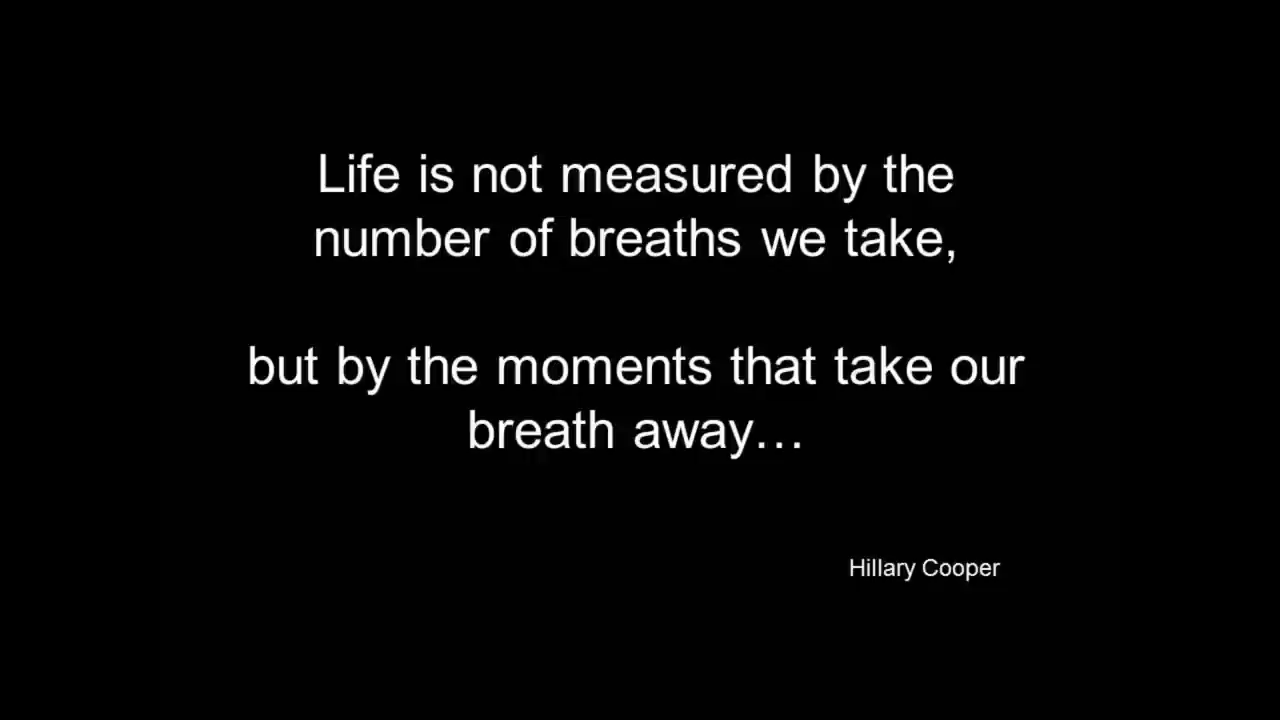 Life is not measured by the
number of breaths we take,
but by the moments that take our
breath away…
Hillary Cooper